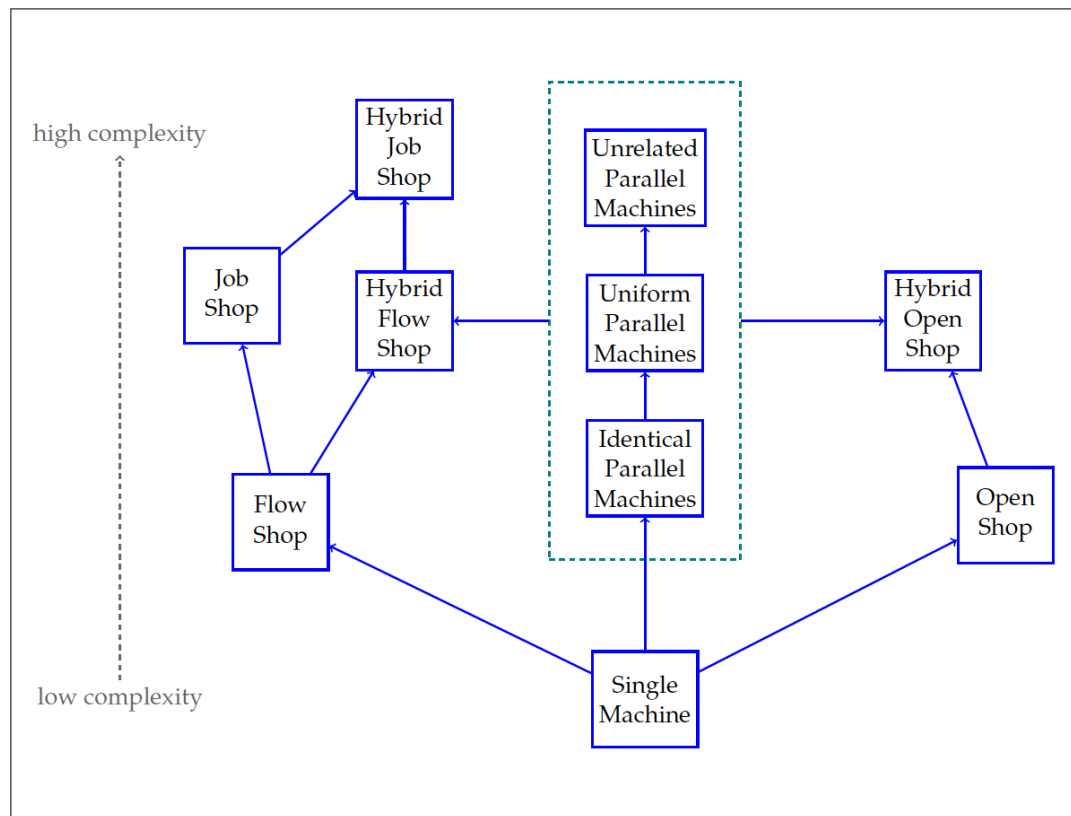 high complexity
Hybrid
Job
Shop
Unrelated
Parallel
Machines
Job
Shop
Hybrid
Flow
Shop
Uniform
Parallel
Machines
Hybrid
Open
Shop
Flow
Shop
Identical
Parallel
Machines
Open
Shop
low complexity
Single
Machine